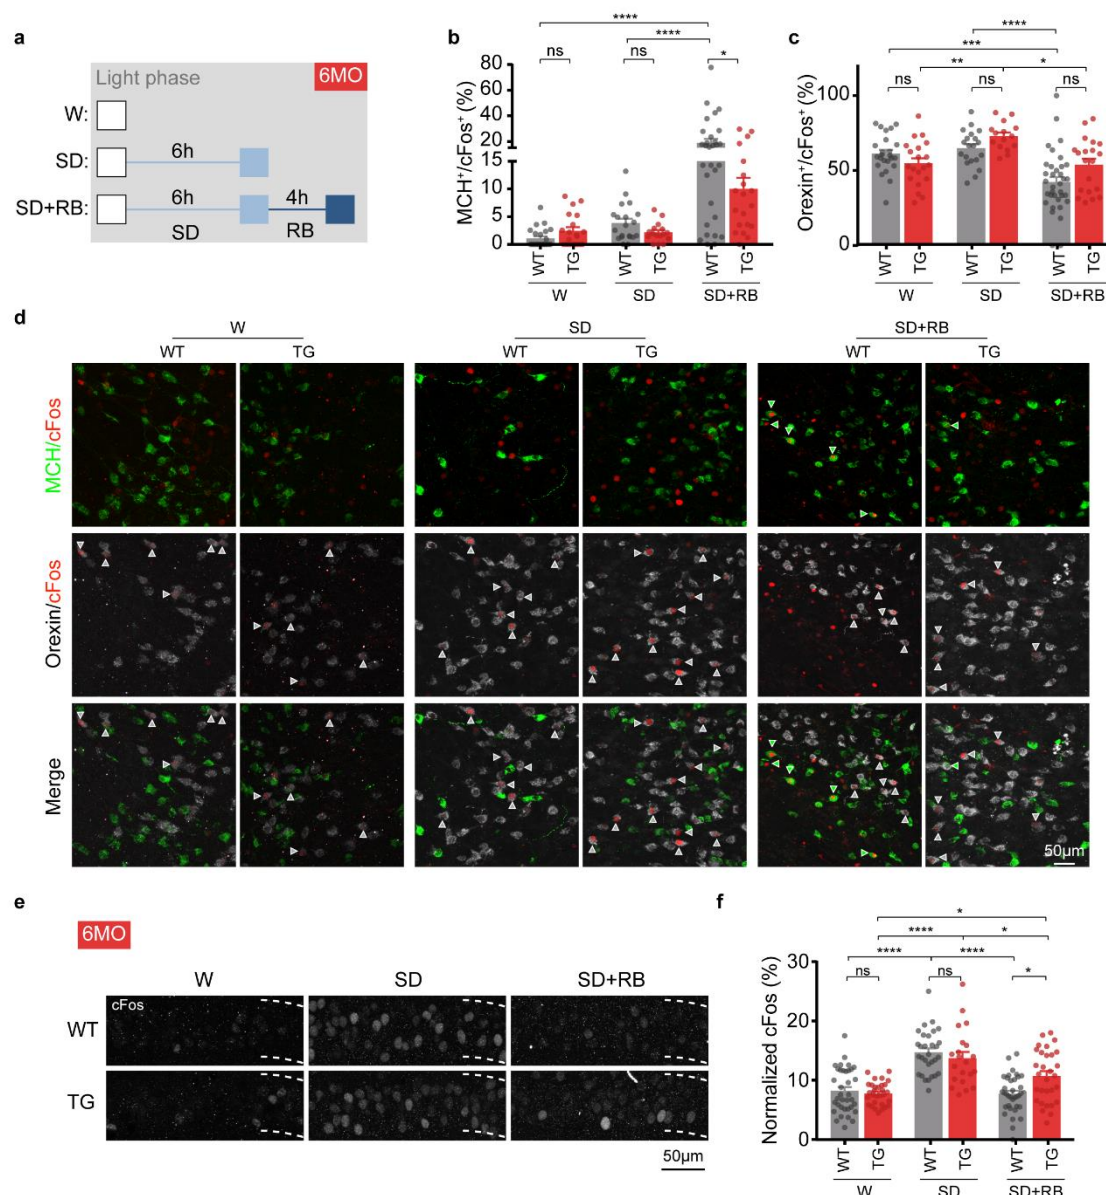 a
Light phase
6MO
W:
SD:
6h
SD+RB:
6h
4h
SD
RB
b
****
****
ns
ns
*
MCH⁺/cFos⁺ (%)
80
60
40
20
15
10
5
0
WT
TG
WT
TG
WT
TG
W
SD
SD+RB
c
****
***
**
*
ns
ns
ns
Orexin⁺/cFos⁺ (%)
100
50
0
WT
TG
WT
TG
WT
TG
W
SD
SD+RB
d
W
SD
SD+RB
WT
TG
WT
TG
WT
TG
MCH/cFos
Orexin/cFos
Merge
50µm
e
6MO
W
SD
SD+RB
cFos
WT
TG
50µm
f
*
****
*
****
****
ns
ns
*
Normalized cFos (%)
30
20
10
0
WT
TG
WT
TG
WT
TG
W
SD
SD+RB